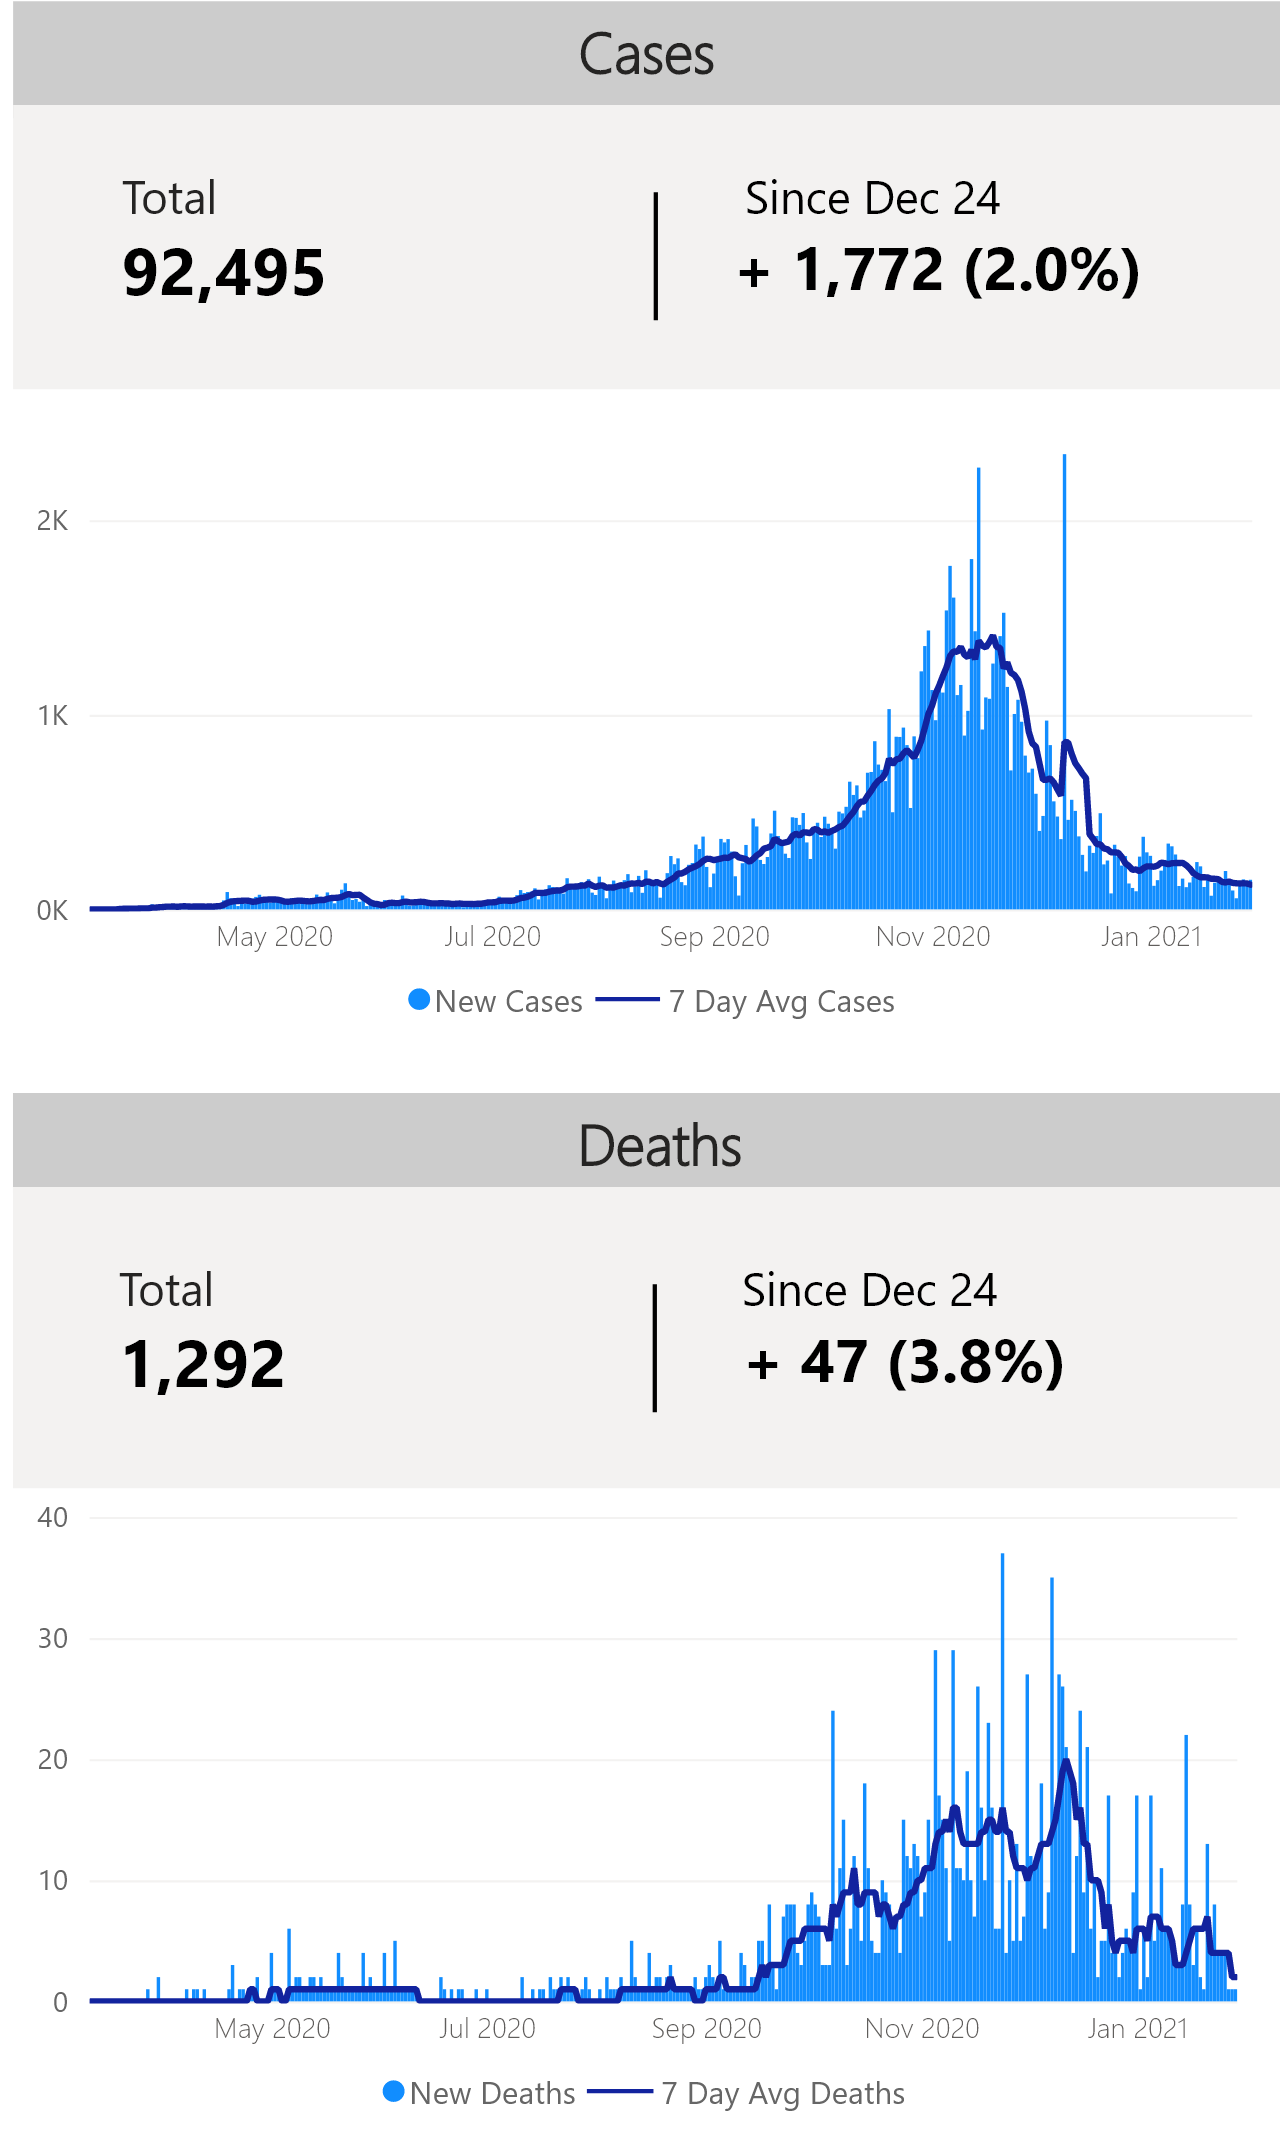 Cases
Total
Since Dec 24
92,495
+ 1,772 (2.0%)
2K
1K
0K
May 2020
Jul 2020
Sep 2020
Nov 2020
Jan 2021
New Cases
7 Day Avg Cases
Deaths
Total
Since Dec 24
1,292
+ 47 (3.8%)
40
30
20
10
0
May 2020
Jul 2020
Sep 2020
Nov 2020
Jan 2021
New Deaths
7 Day Avg Deaths